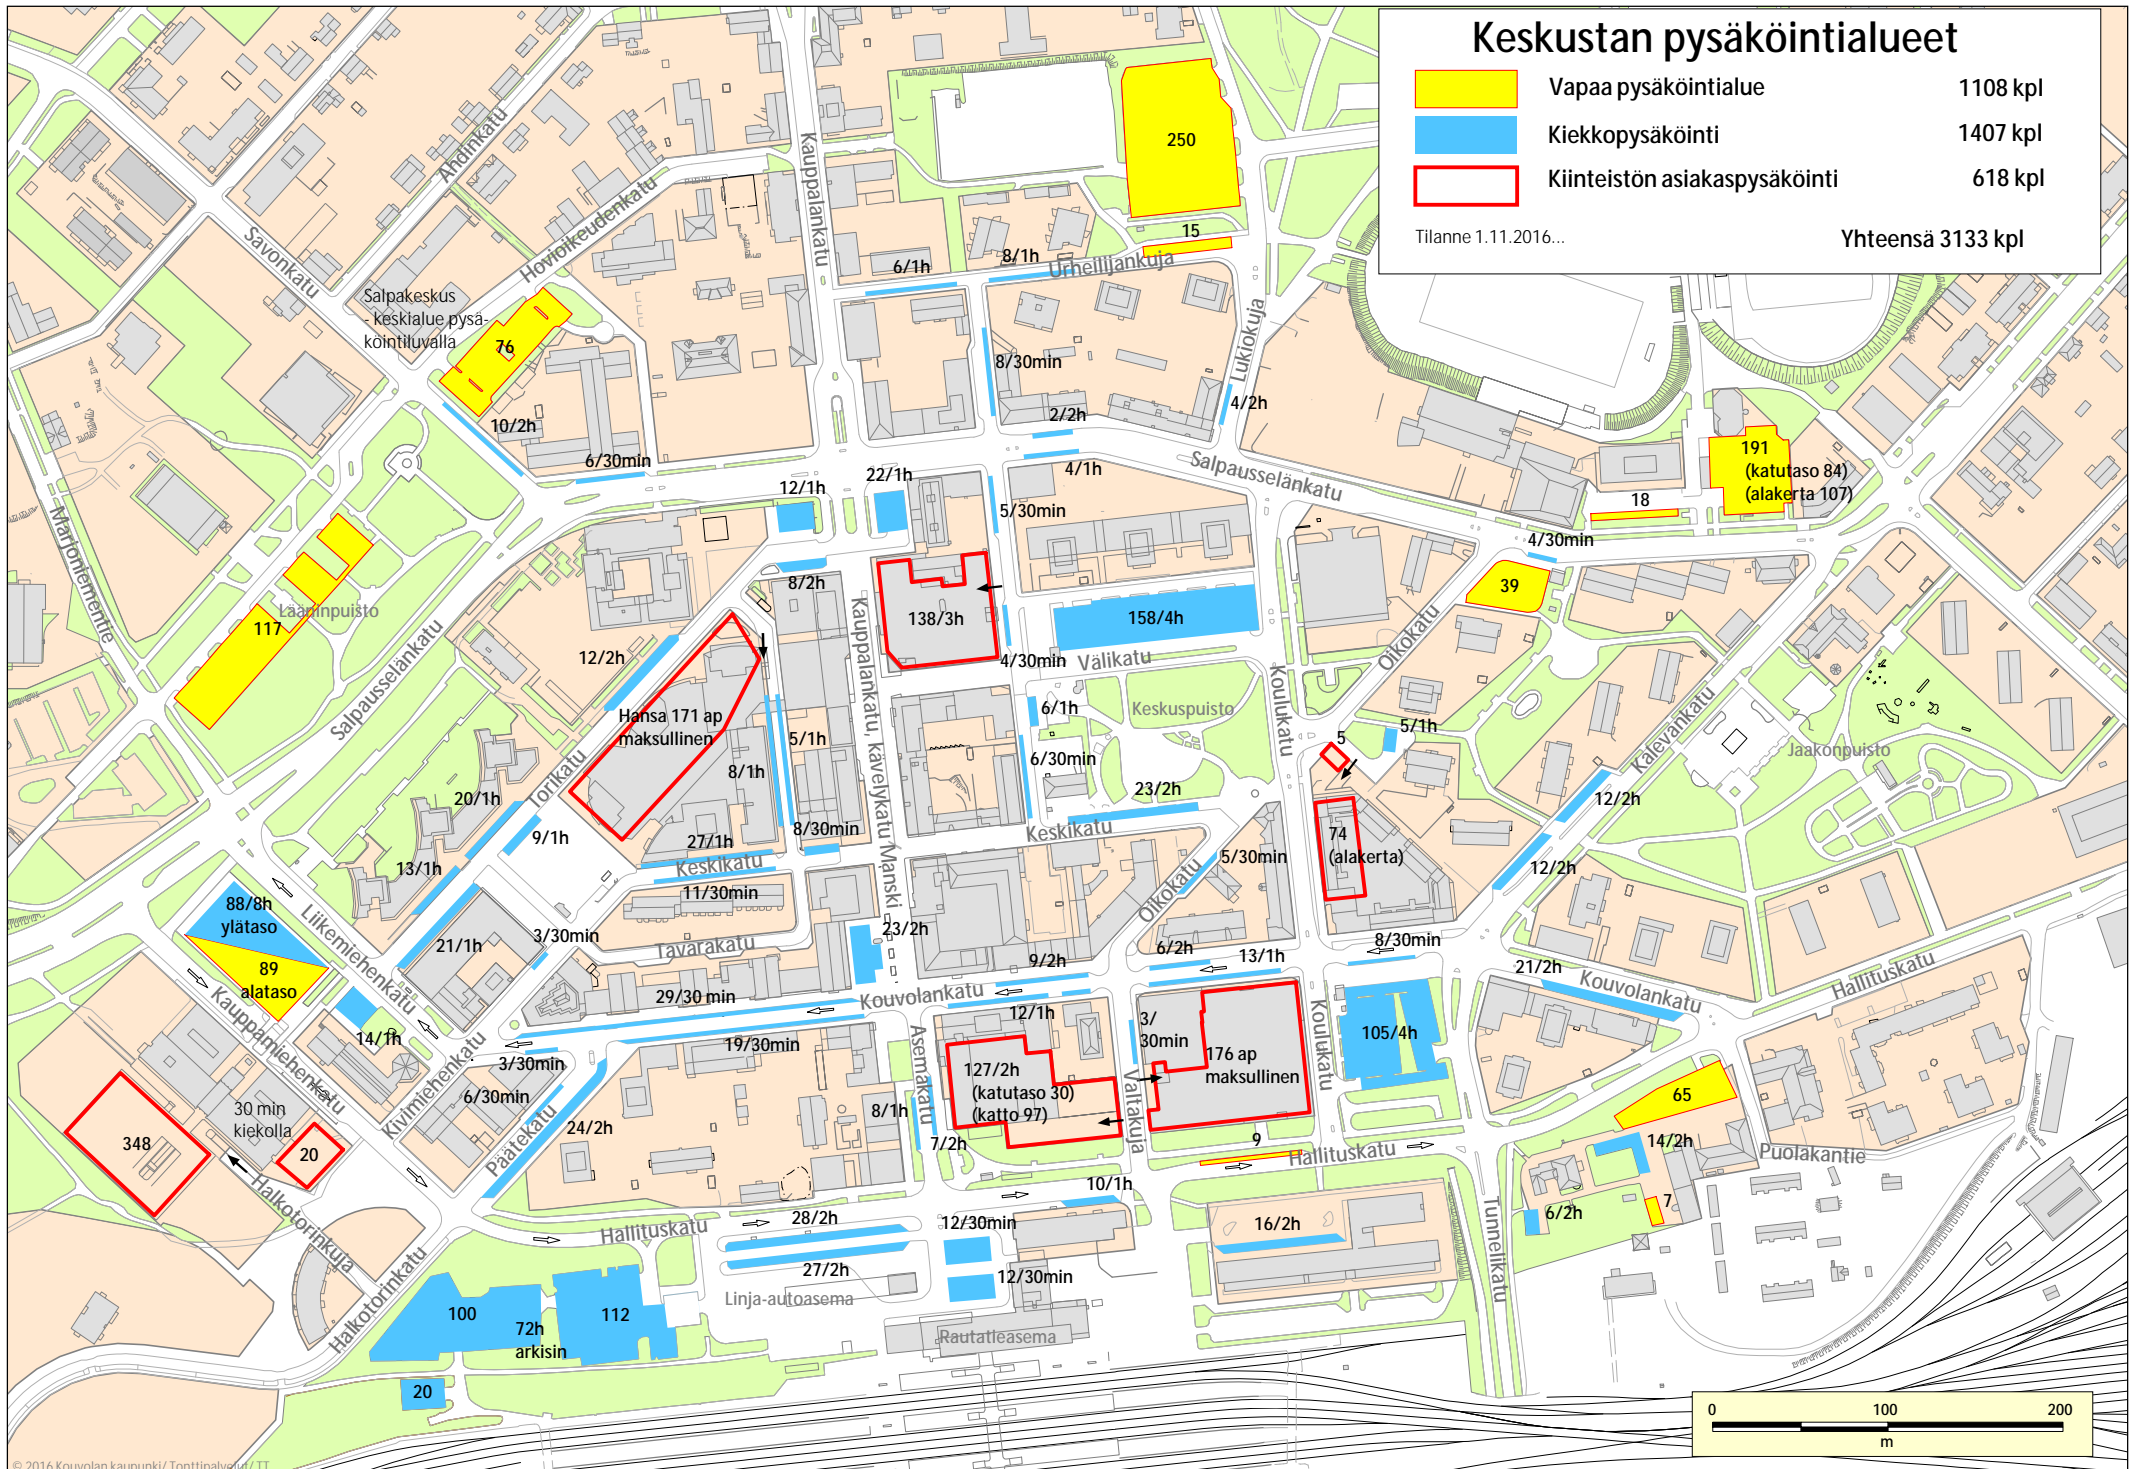 Keskustan pysäköintialueet
Vapaa pysäköintialue 1108 kpl
Kiekkopysäköinti 1407 kpl
Kiinteistön asiakaspysäköinti 618 kpl
Tilanne 1.11.2016...
Yhteensä 3133 kpl
250
15
Ahdinkatu
Kauppalankatu
Hovioikeudenkatu
Savonkatu
6/1h
8/1h
Urheilijankuja
Salpakeskus
- keskialue pysä-
köintiluvalla
76
Lukiokuja
8/30min
4/2h
2/2h
10/2h
6/30min
4/1h
Salpausselänkatu
191
(katutaso 84)
(alakerta 107)
18
12/1h
22/1h
5/30min
4/30min
Marjoniementie
8/2h
39
Lääninpuisto
117
138/3h
158/4h
Kauppalankatu, kävelykatu Manski
4/30min
Välikatu
Oikokatu
Salpausselänkatu
12/2h
Hansa 171 ap
maksullinen
6/1h
Keskuspuisto
Koulukatu
5
5/1h
Kalevankatu
Jaakonpuisto
5/1h
8/1h
6/30min
20/1h
Torikatu
23/2h
12/2h
9/1h
27/1h
8/30min
Keskikatu
Keskikatu
74
(alakerta)
13/1h
11/30min
5/30min
Oikokatu
12/2h
88/8h
ylätaso
89
alataso
Liikemiehenkatu
21/1h
3/30min
Tavarakatu
23/2h
9/2h
6/2h
13/1h
8/30min
21/2h
Kouvolankatu
Hallituskatu
Kauppamiehenkatu
14/1h
29/30 min
Kouvolankatu
12/1h
3/
30min
176 ap
maksullinen
Koulukatu
105/4h
3/30min
19/30min
Asemakatu
127/2h
(katutaso 30)
(katto 97)
Valtakuja
65
Kivimiehenkatu
6/30min
30 min
kiekolla
348
20
Päätekatu
24/2h
8/1h
7/2h
9
Hallituskatu
14/2h
Puolakantie
Halkotorinkuja
10/1h
7
6/2h
Hallituskatu
28/2h
12/30min
16/2h
Tunnelikatu
27/2h
12/30min
Halkotorinkatu
Linja-autoasema
100
112
72h
arkisin
Rautatieasema
20
0 100 200
m
© 2016 Kouvolan kaupunki/ Tonttipalvelut/ TT